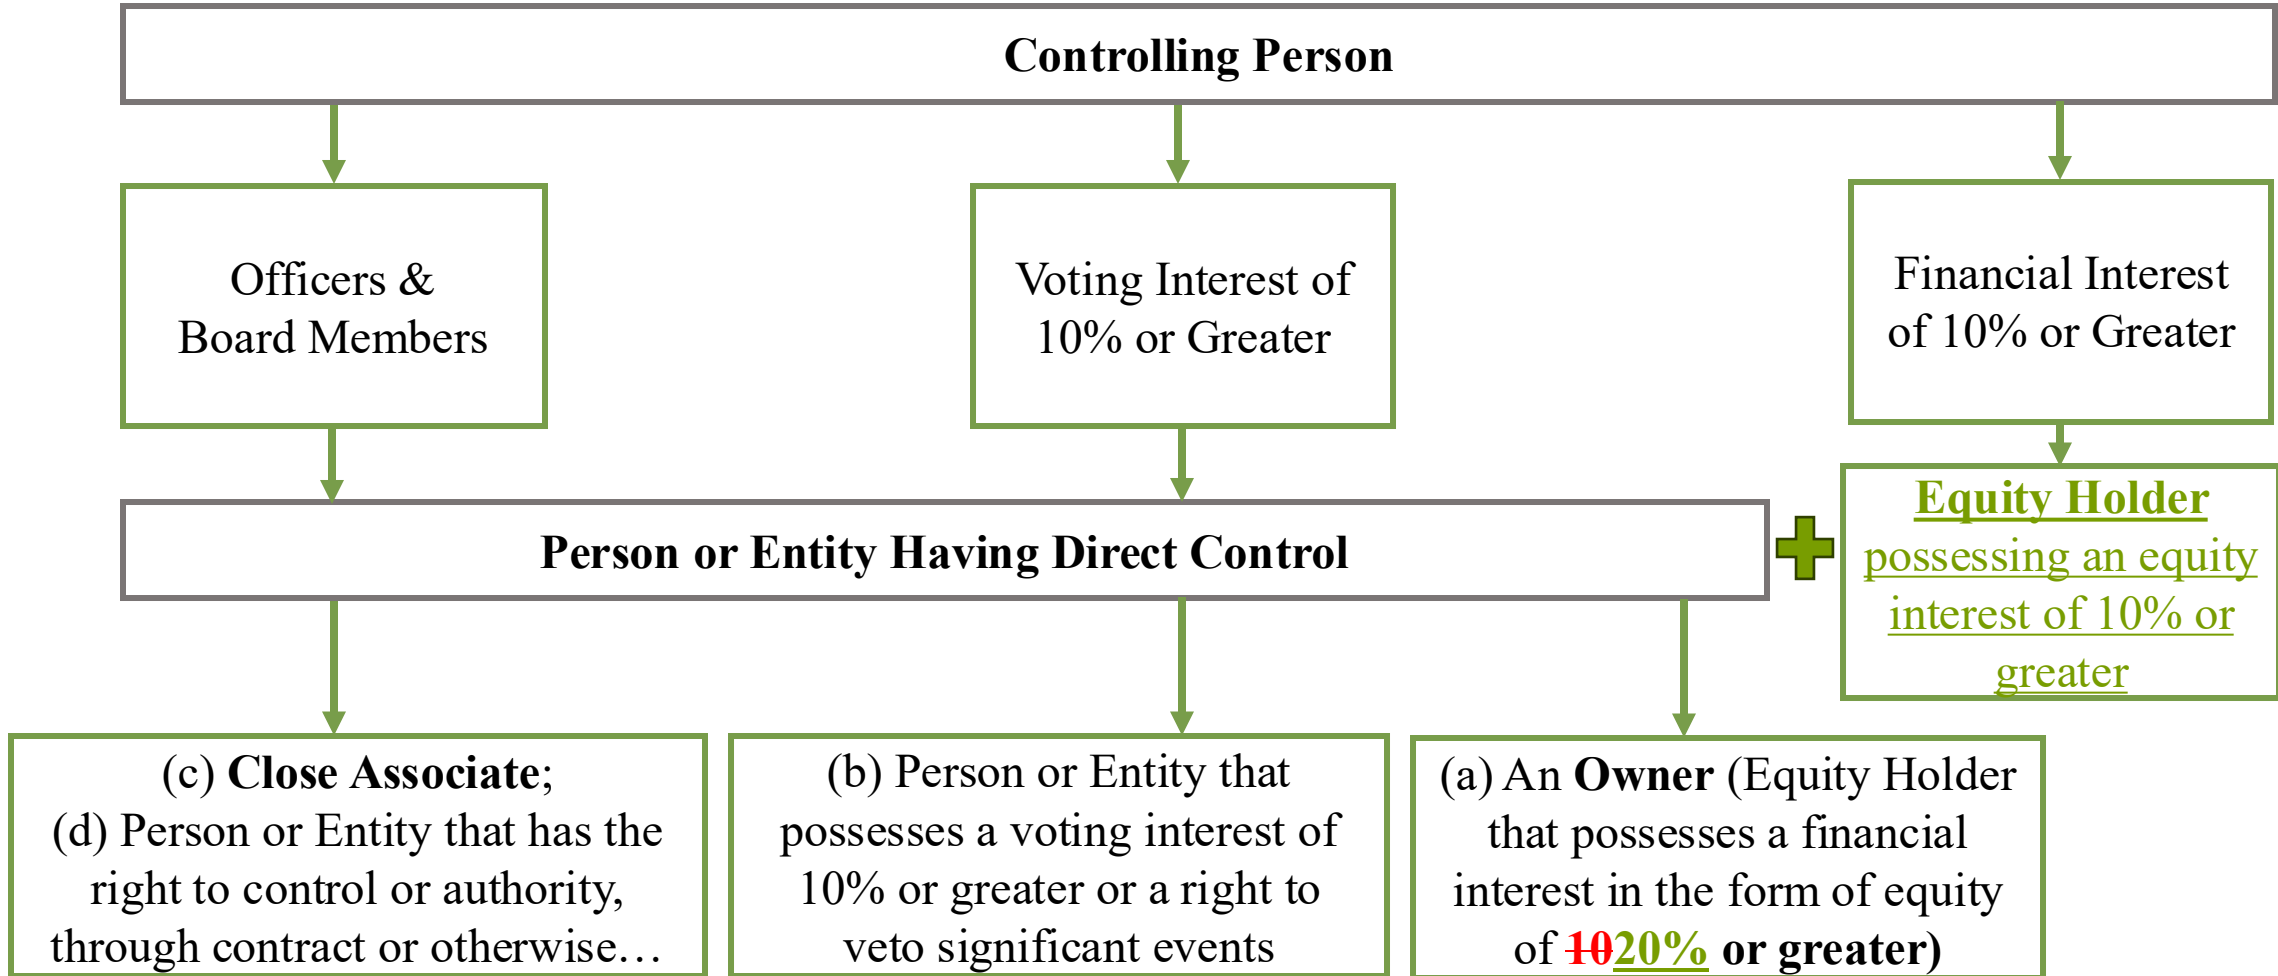 Controlling Person
Officers &
Board Members
Voting Interest of
10% or Greater
Financial Interest
of 10% or Greater
Person or Entity Having Direct Control
Equity Holder
possessing an equity
interest of 10% or
greater
(c) Close Associate;
(d) Person or Entity that has the
right to control or authority,
through contract or otherwise…
(b) Person or Entity that
possesses a voting interest of
10% or greater or a right to
veto significant events
(a) An Owner (Equity Holder
that possesses a financial
interest in the form of equity
of 1020% or greater)